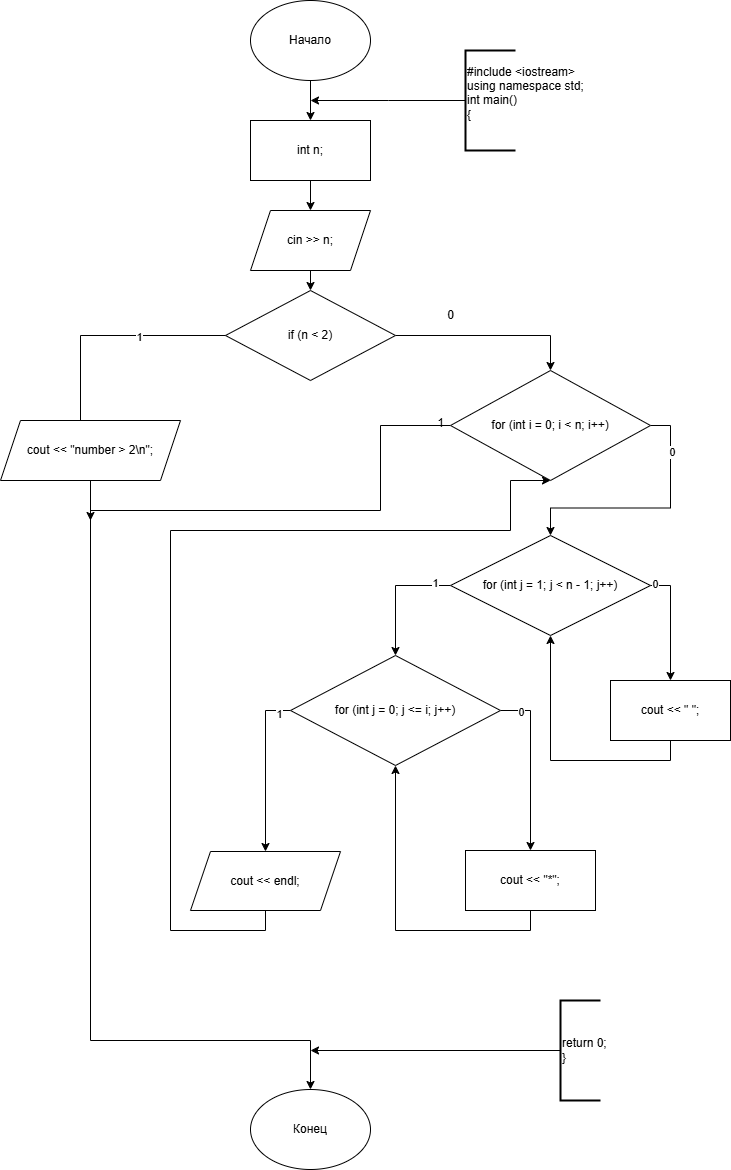 Начало
#include <iostream>
using namespace std;
int main()
{
int n;
cin >> n;
if (n < 2)
1
0
cout << "number > 2\n";
for (int i = 0; i < n; i++)
1
0
for (int j = 1; j < n - 1; j++)
1
0
cout << " ";
for (int j = 0; j <= i; j++)
1
0
cout << endl;
cout << "*";
return 0;
}
Конец